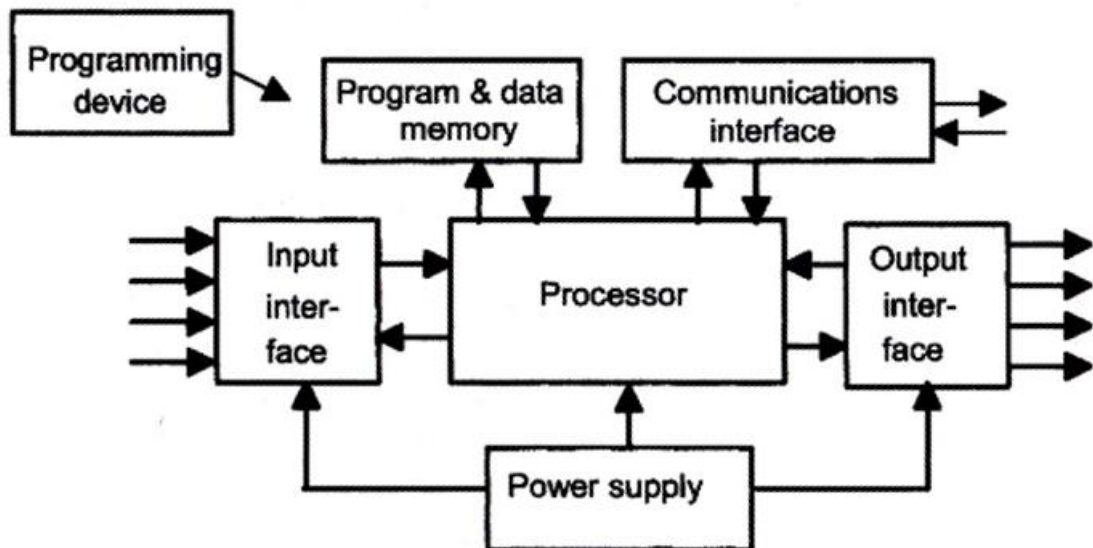 Programming
device
Program & data
memory
Communications
interface
Input
inter-
face
Processor
Output
inter-
face
Power supply